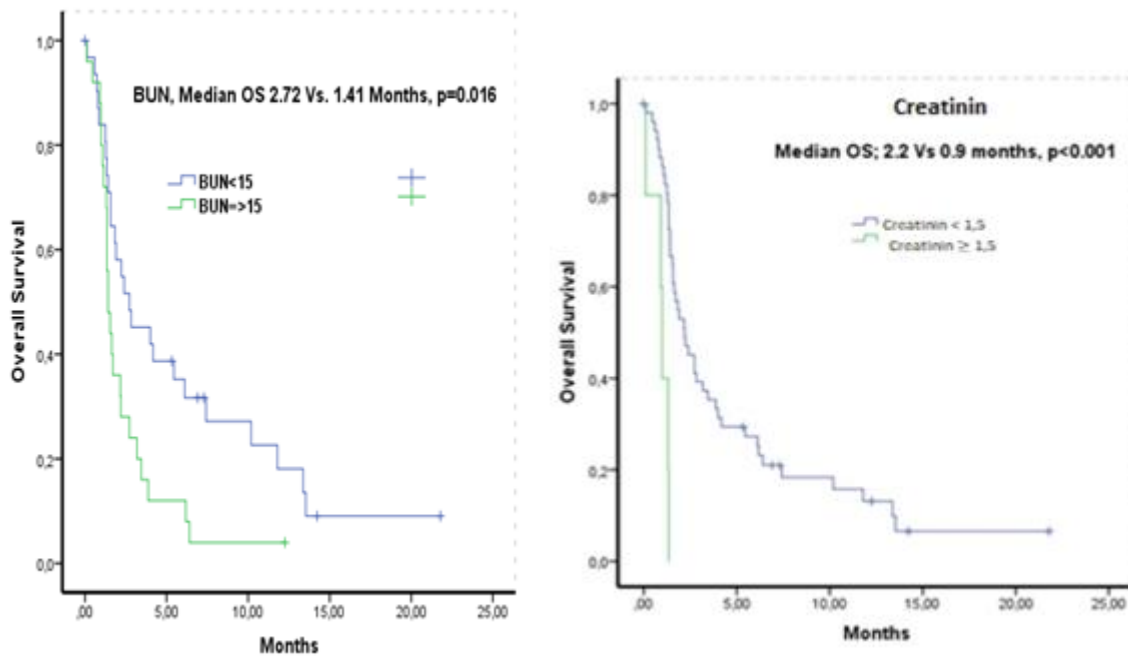 BUN, Median OS 2.72 Vs. 1.41 Months, p=0.016
BUN<15
BUN=>15
Overall Survival
1,0
0,8
0,6
0,4
0,2
0,0
,00
5,00
10,00
15,00
20,00
25,00
Months
Creatinin
Median OS; 2.2 Vs 0.9 months, p<0.001
Creatinin < 1,5
Creatinin ≥ 1,5
Overall Survival
1,0
0,8
0,6
0,4
0,2
0,0
,00
5,00
10,00
15,00
20,00
25,00
Months